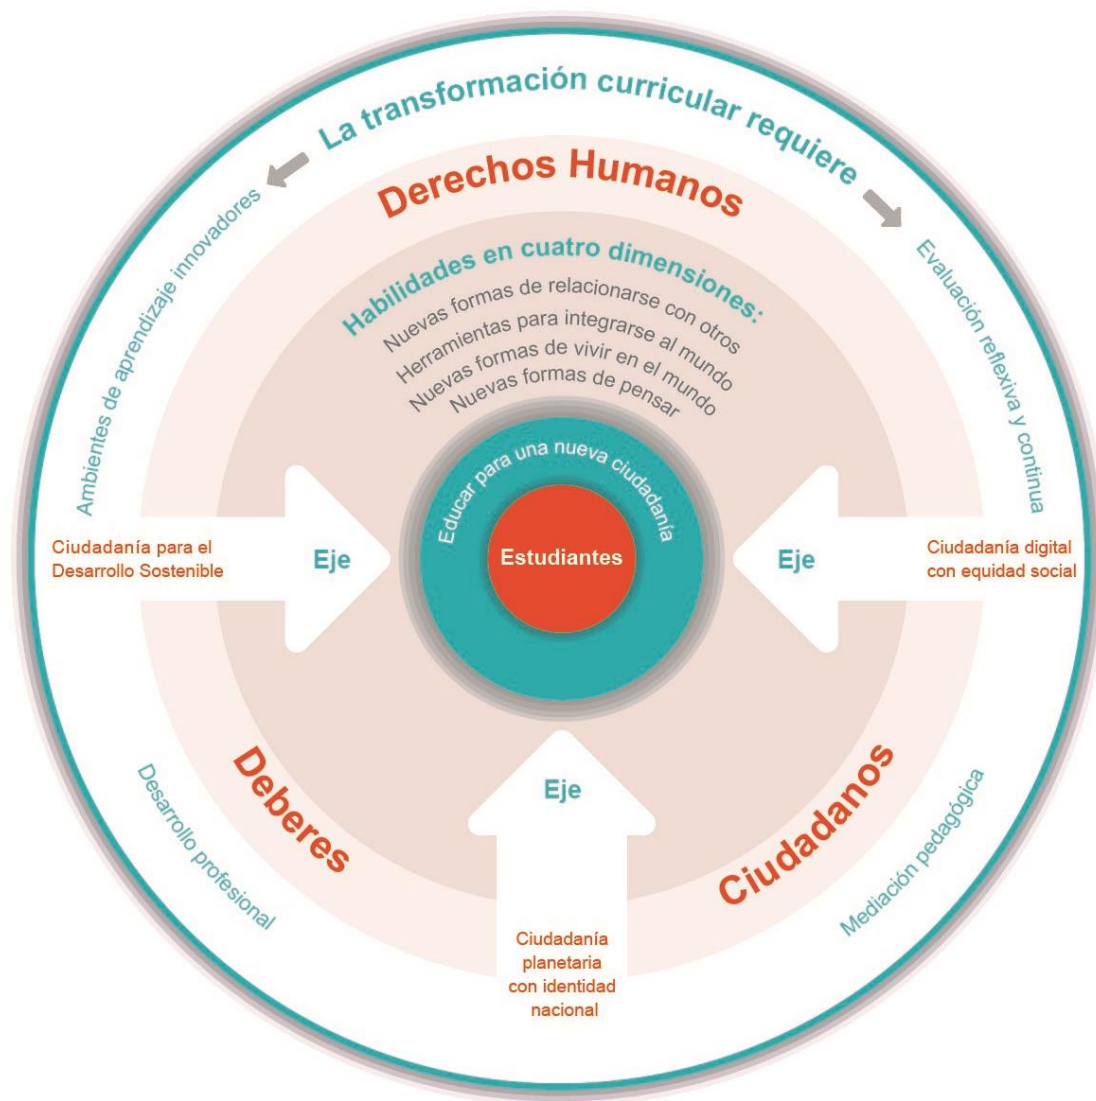 La transformación curricular requiere
Derechos Humanos
Habilidades en cuatro dimensiones:
Nuevas formas de relacionarse con otros
Herramientas para integrarse al mundo
Nuevas formas de vivir en el mundo
Nuevas formas de pensar
Ambientes de aprendizaje innovadores
Evaluación reflexiva y continua
Educar para una nueva ciudadanía
Estudiantes
Ciudadanía para el
Desarrollo Sostenible
Eje
Eje
Ciudadanía digital
con equidad social
Deberes
Eje
Ciudadanos
Desarrollo profesional
Mediación pedagógica
Ciudadanía
planetaria
con identidad
nacional